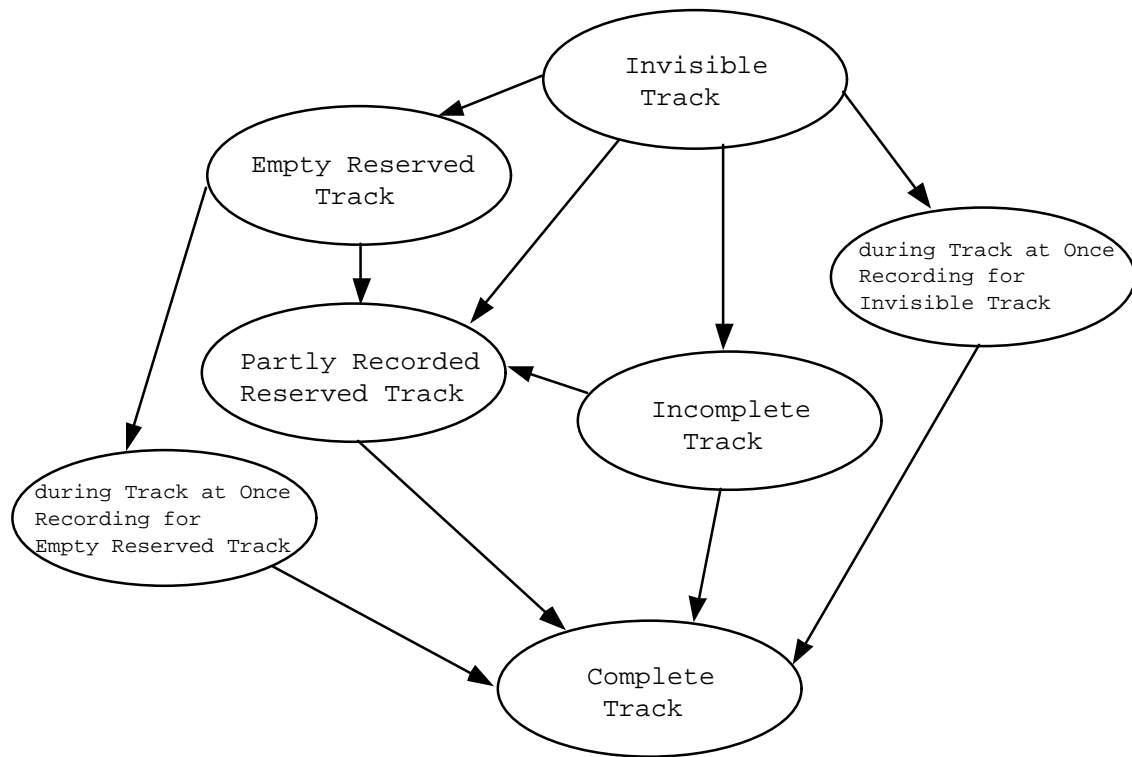 Invisible
Track
Empty Reserved
Track
during Track at Once
Recording for
Invisible Track
Partly Recorded
Reserved Track
Incomplete
Track
during Track at Once
Recording for
Empty Reserved Track
Complete
Track